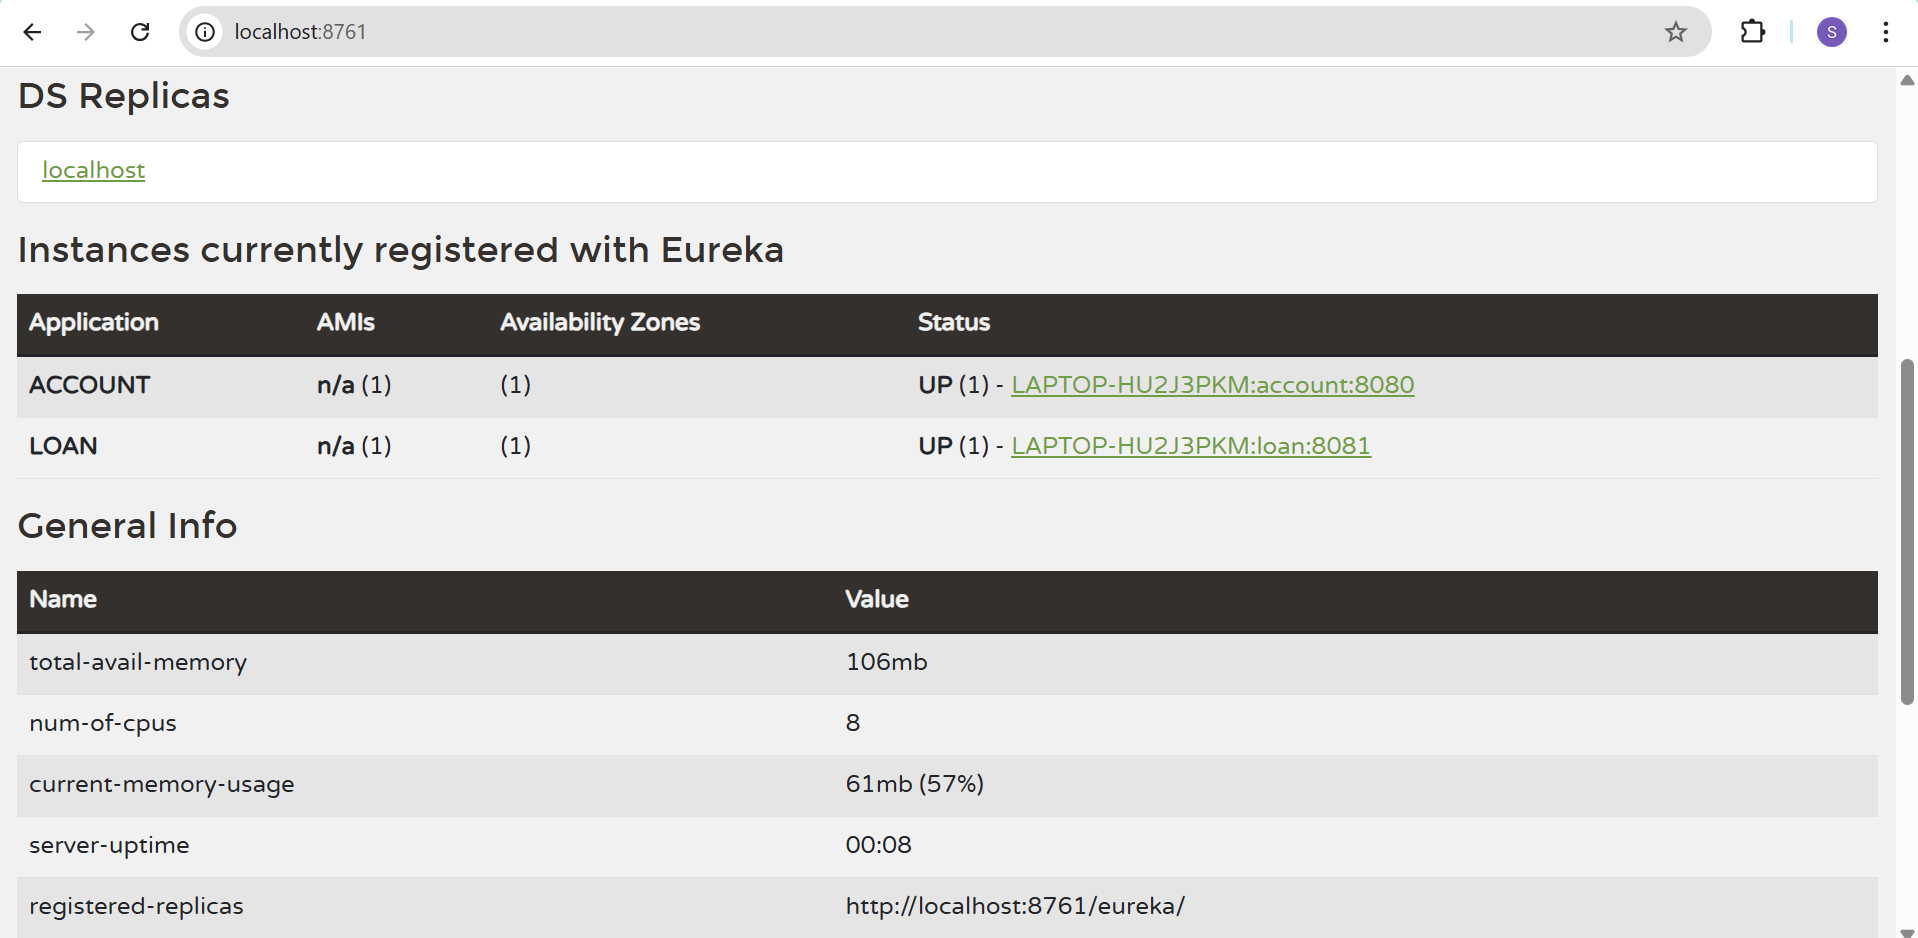 localhost:8761
S
DS Replicas
localhost
Instances currently registered with Eureka
Application AMIs Availability Zones Status
ACCOUNT n/a (1) (1) UP (1) - LAPTOP-HU2J3PKM:account:8080
LOAN n/a (1) (1) UP (1) - LAPTOP-HU2J3PKM:loan:8081
General Info
Name Value
total-avail-memory 106mb
num-of-cpus 8
current-memory-usage 61mb (57%)
server-uptime 00:08
registered-replicas http://localhost:8761/eureka/